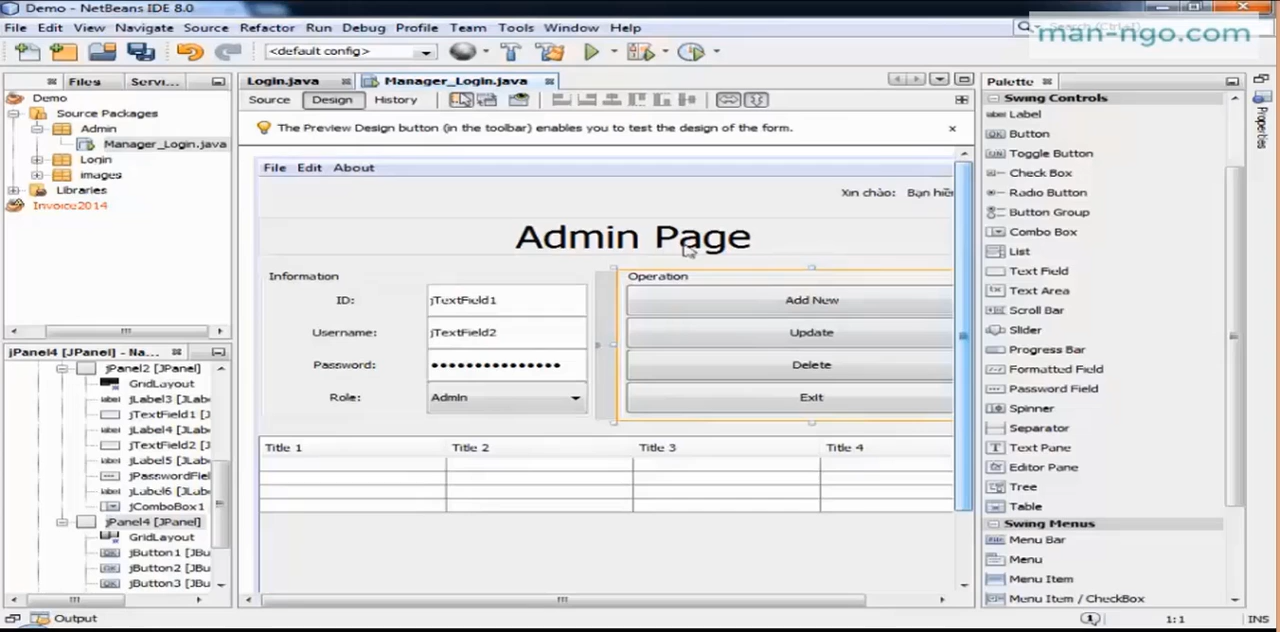 Demo - NetBeans IDE 8.0
File Edit View Navigate Source Refactor Run Debug Profile Team Tools Window Help
Search (Ctrl+I)
man-ngo.com
<default config>
Files Servi...
Login.java Manager_Login.java
Palette
Properties
Demo
Source Packages
Admin
Manager_Login.java
Login
images
Libraries
Invoice2014
Source Design History
The Preview Design button (in the toolbar) enables you to test the design of the form.
File Edit About
Xin chào: Bạn hiề
Admin Page
Information
ID: jTextField1
Username: jTextField2
Password:
Role: Admin
Operation
Add New
Update
Delete
Exit
Title 1 Title 2 Title 3 Title 4
jPanel4 [JPanel] - Na...
jPanel2 [JPanel]
GridLayout
jLabel3 [JLab
jTextField1 [J
jLabel4 [JLab
jTextField2 [J
jLabel5 [JLab
jPasswordFiel
jLabel6 [JLab
jComboBox1
jPanel4 [JPanel]
GridLayout
jButton1 [JBu
jButton2 [JBu
jButton3 [JBu
Swing Controls
Label
Button
Toggle Button
Check Box
Radio Button
Button Group
Combo Box
List
Text Field
Text Area
Scroll Bar
Slider
Progress Bar
Formatted Field
Password Field
Spinner
Separator
Text Pane
Editor Pane
Tree
Table
Swing Menus
Menu Bar
Menu
Menu Item
Menu Item / CheckBox
Output
1
1:1
INS